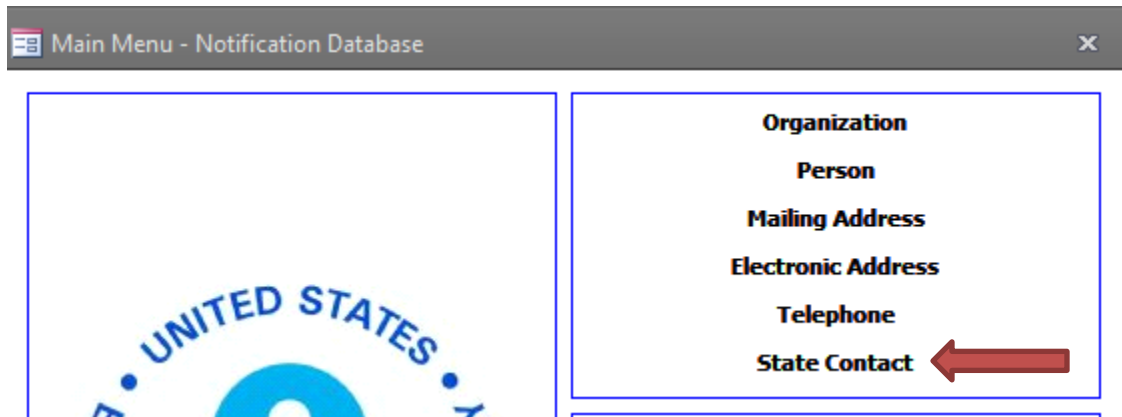 Main Menu - Notification Database
Organization
Person
Mailing Address
Electronic Address
Telephone
State Contact
UNITED STATES